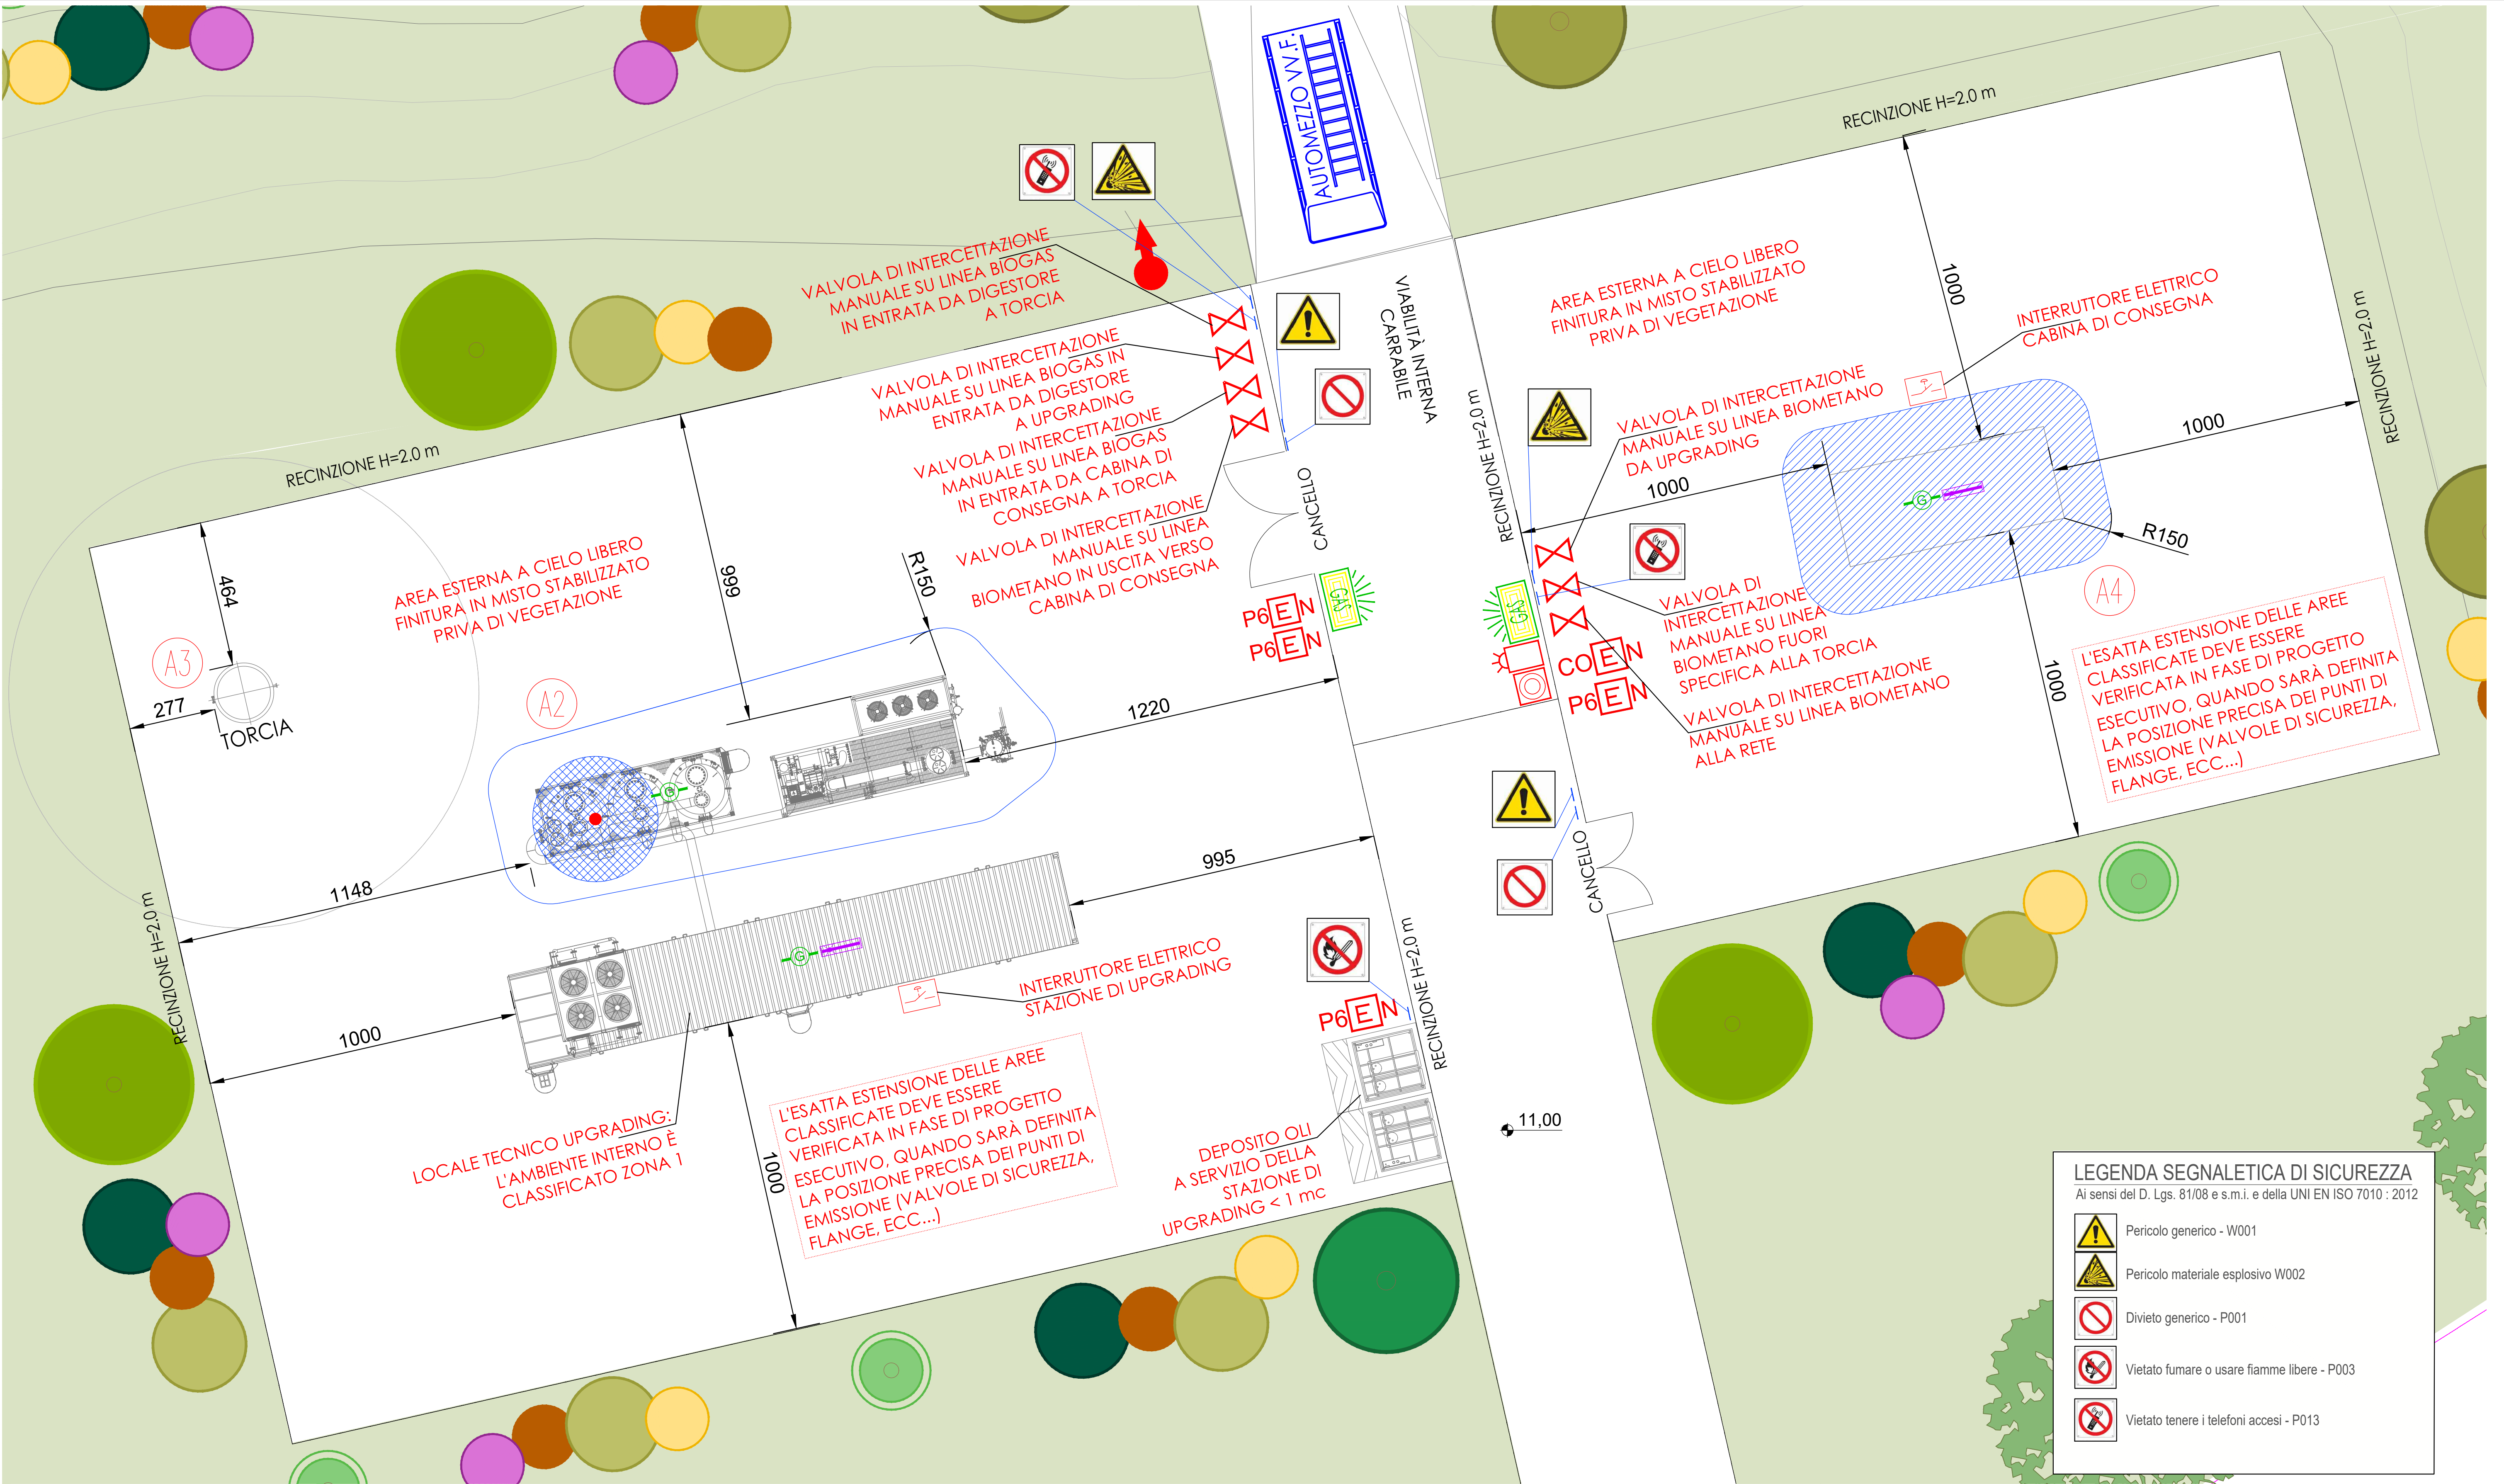 AUTOMEZZO VV.F.
RECINZIONE H=2.0 m
VALVOLA DI INTERCETTAZIONE
MANUALE SU LINEA BIOGAS
IN ENTRATA DA DIGESTORE
A TORCIA
VALVOLA DI INTERCETTAZIONE
MANUALE SU LINEA BIOGAS IN
ENTRATA DA DIGESTORE
A UPGRADING
VALVOLA DI INTERCETTAZIONE
MANUALE SU LINEA BIOGAS
IN ENTRATA DA CABINA DI
CONSEGNA A TORCIA
VALVOLA DI INTERCETTAZIONE
MANUALE SU LINEA
BIOMETANO IN USCITA VERSO
CABINA DI CONSEGNA
VIABILITÀ INTERNA
CARRABILE
AREA ESTERNA A CIELO LIBERO
FINITURA IN MISTO STABILIZZATO
PRIVA DI VEGETAZIONE
1000
INTERRUTTORE ELETTRICO
CABINA DI CONSEGNA
RECINZIONE H=2.0 m
VALVOLA DI INTERCETTAZIONE
MANUALE SU LINEA BIOMETANO
DA UPGRADING
1000
1000
RECINZIONE H=2.0 m
G
R150
A4
RECINZIONE H=2.0 m
CANCELLO
464
AREA ESTERNA A CIELO LIBERO
FINITURA IN MISTO STABILIZZATO
PRIVA DI VEGETAZIONE
999
R150
GAS
P6 E N
P6 E N
GAS
CO E N
P6 E N
VALVOLA DI
INTERCETTAZIONE
MANUALE SU LINEA
BIOMETANO FUORI
SPECIFICA ALLA TORCIA
VALVOLA DI INTERCETTAZIONE
MANUALE SU LINEA BIOMETANO
ALLA RETE
1000
L'ESATTA ESTENSIONE DELLE AREE
CLASSIFICATE DEVE ESSERE
VERIFICATA IN FASE DI PROGETTO
ESECUTIVO, QUANDO SARÀ DEFINITA
LA POSIZIONE PRECISA DEI PUNTI DI
EMISSIONE (VALVOLE DI SICUREZZA,
FLANGE, ECC...)
A3
277
TORCIA
A2
1220
G
1148
995
CANCELLO
RECINZIONE H=2.0 m
G
INTERRUTTORE ELETTRICO
STAZIONE DI UPGRADING
P6 E N
RECINZIONE H=2.0 m
1000
LOCALE TECNICO UPGRADING:
L'AMBIENTE INTERNO È
CLASSIFICATO ZONA 1
1000
L'ESATTA ESTENSIONE DELLE AREE
CLASSIFICATE DEVE ESSERE
VERIFICATA IN FASE DI PROGETTO
ESECUTIVO, QUANDO SARÀ DEFINITA
LA POSIZIONE PRECISA DEI PUNTI DI
EMISSIONE (VALVOLE DI SICUREZZA,
FLANGE, ECC...)
DEPOSITO OLI
A SERVIZIO DELLA
STAZIONE DI
UPGRADING < 1 mc
11,00
LEGENDA SEGNALETICA DI SICUREZZA
Ai sensi del D. Lgs. 81/08 e s.m.i. e della UNI EN ISO 7010 : 2012
Pericolo generico - W001
Pericolo materiale esplosivo W002
Divieto generico - P001
Vietato fumare o usare fiamme libere - P003
Vietato tenere i telefoni accesi - P013